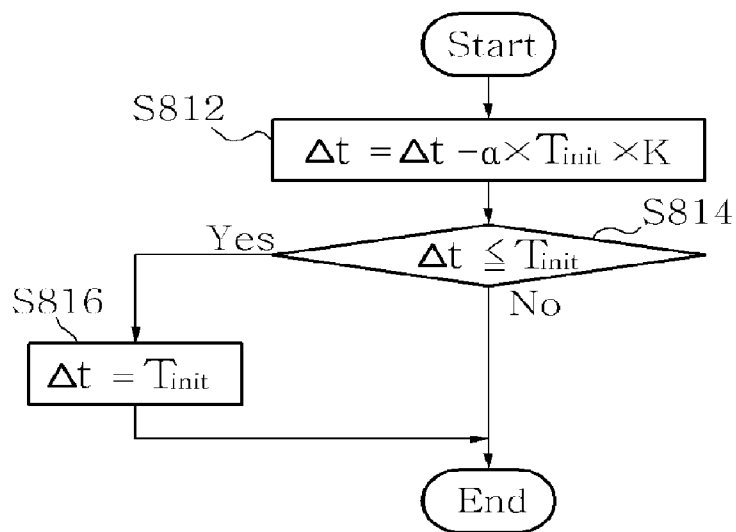 Start
S812
Δt = Δt -α×Tinit×K
S814
Yes
Δt ≦ Tinit
No
S816
Δt = Tinit
End